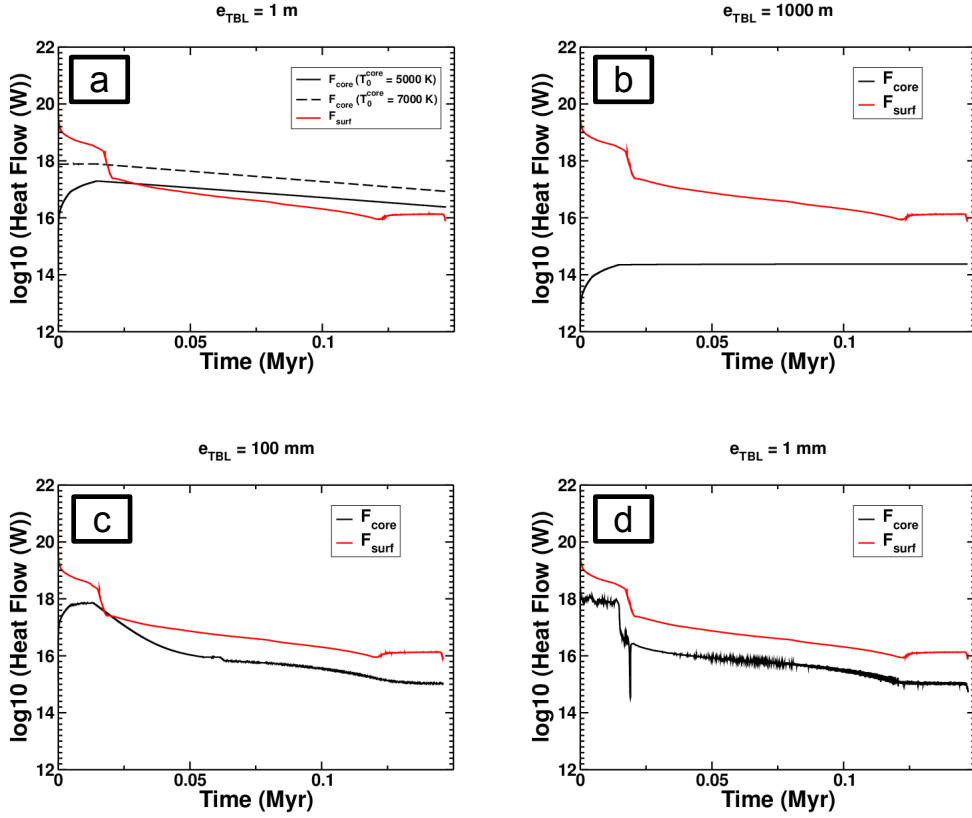 e_TBL = 1 m
e_TBL = 1000 m
22
20
18
16
14
12
log10 (Heat Flow (W))
a
F_core (T_0^core = 5000 K)
F_core (T_0^core = 7000 K)
F_surf
0
0.05
0.1
Time (Myr)
22
20
18
16
14
12
log10 (Heat Flow (W))
b
F_core
F_surf
0
0.05
0.1
Time (Myr)
e_TBL = 100 mm
e_TBL = 1 mm
22
20
18
16
14
12
log10 (Heat Flow (W))
c
F_core
F_surf
0
0.05
0.1
Time (Myr)
22
20
18
16
14
12
log10 (Heat Flow (W))
d
F_core
F_surf
0
0.05
0.1
Time (Myr)